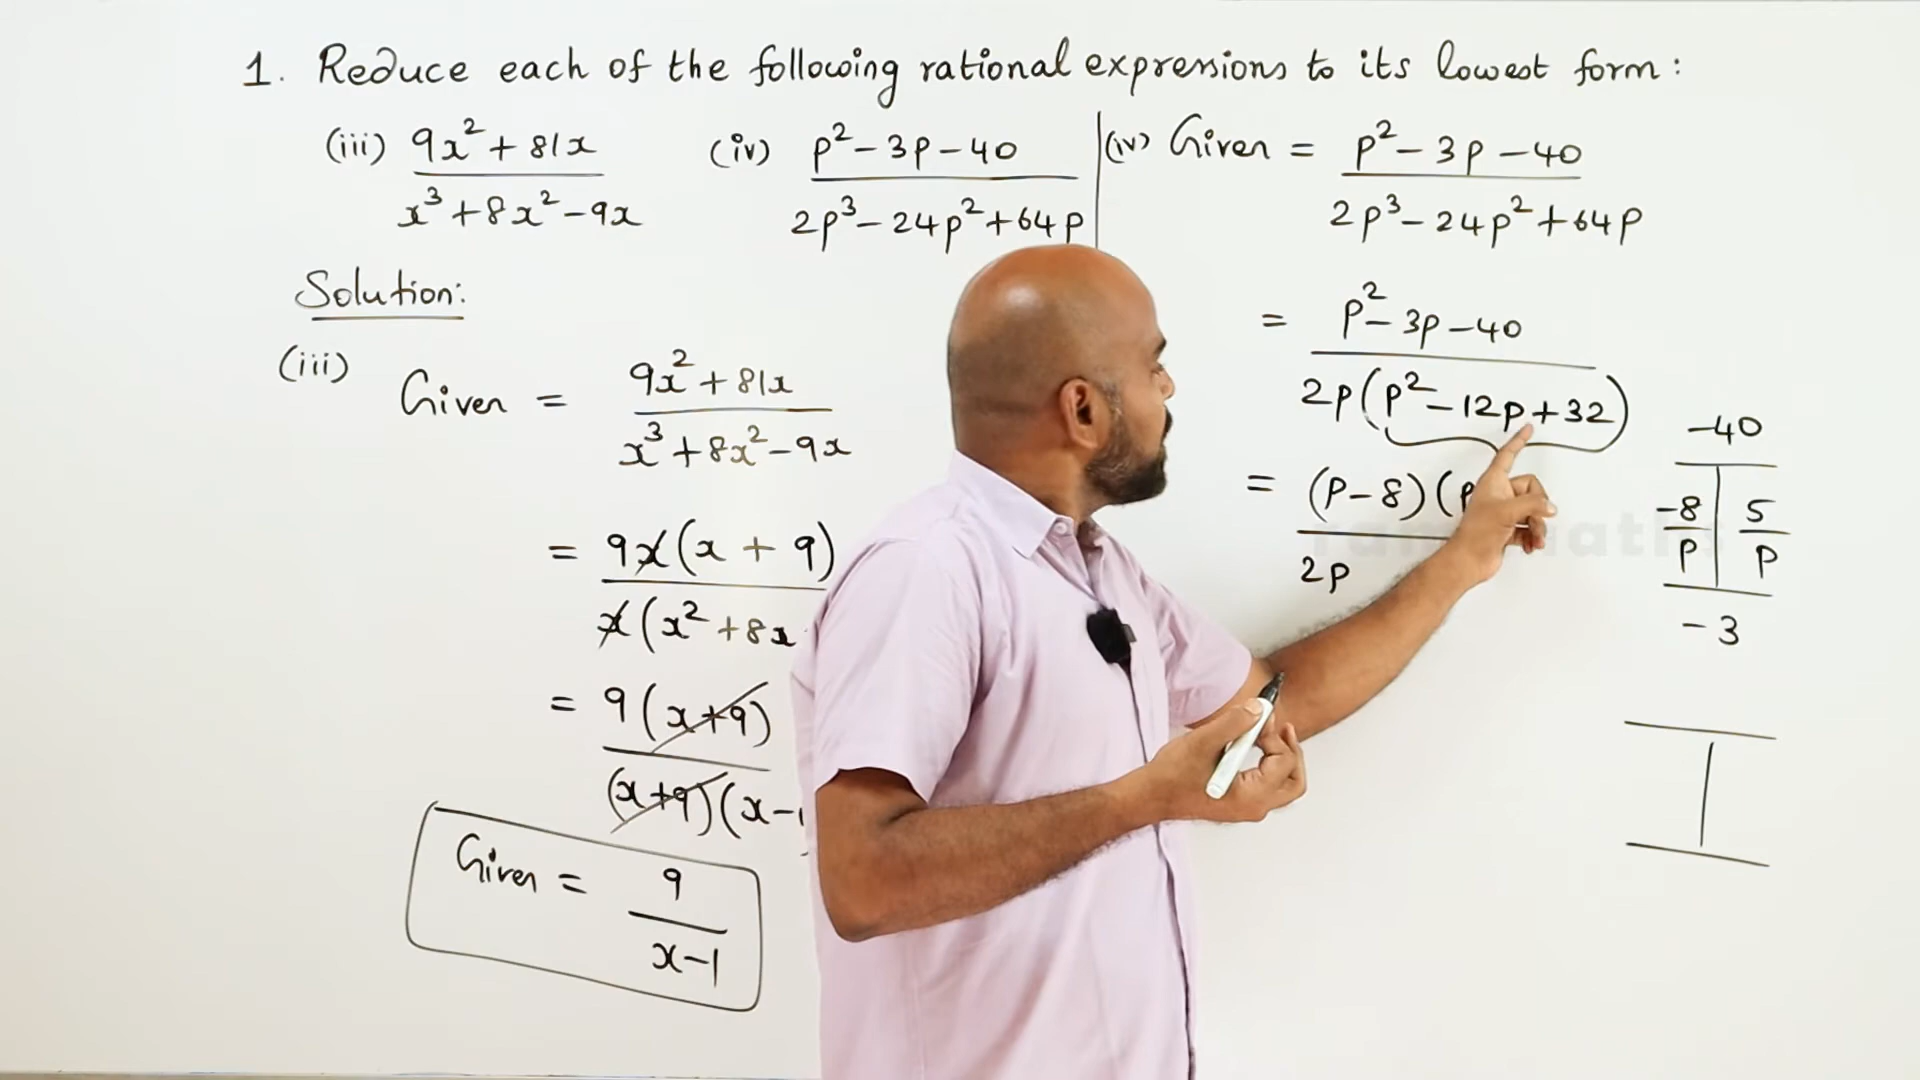 1. Reduce each of the following rational expressions to its lowest form:
(iii) 9x² + 81x / x³ + 8x² - 9x
(iv) p² - 3p - 40 / 2p³ - 24p² + 64p
Solution:
(iii) Given = 9x² + 81x / x³ + 8x² - 9x
= 9x(x + 9) / x(x² + 8x
= 9(x+9) / (x+9)(x-1
Given = 9 / x-1
(iv) Given = p² - 3p - 40 / 2p³ - 24p² + 64p
= p² - 3p - 40 / 2p(p² - 12p + 32)
= (p-8)(p / 2p
-40
-8/p | 5/p
-3